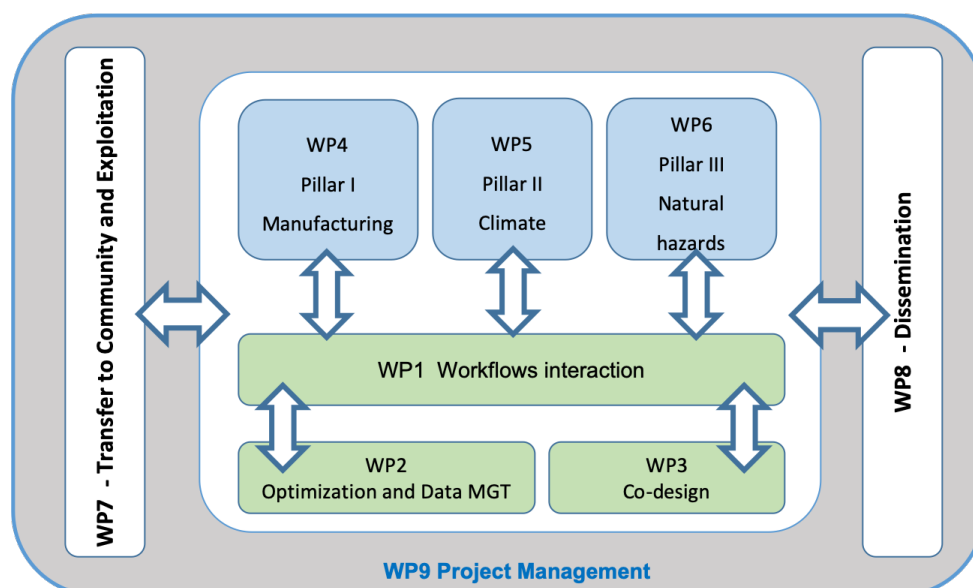 WP7 - Transfer to Community and Exploitation
WP4
Pillar I
Manufacturing
WP5
Pillar II
Climate
WP6
Pillar III
Natural
hazards
WP1 Workflows interaction
WP2
Optimization and Data MGT
WP3
Co-design
WP8 - Dissemination
WP9 Project Management